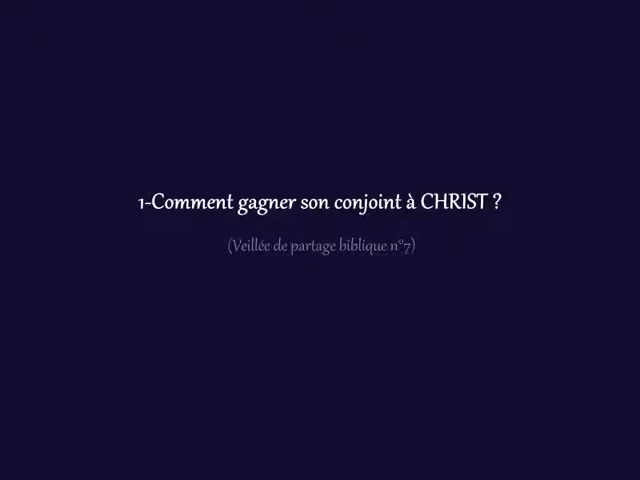 1-Comment gagner son conjoint à CHRIST ?
(Veillée de partage biblique n°7)